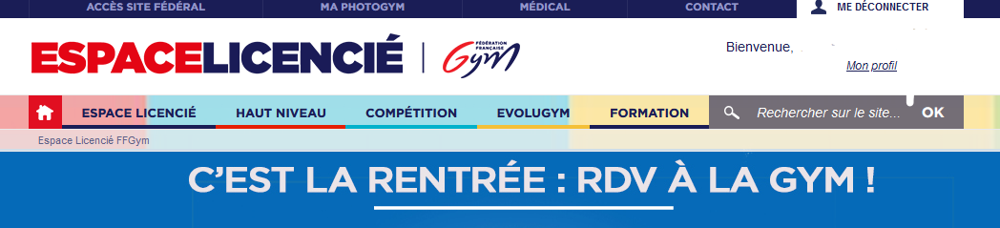 ACCÈS SITE FÉDÉRAL MA PHOTOGYM MÉDICAL CONTACT ME DÉCONNECTER
ESPACELICENCIÉ
FÉDÉRATION
FRANÇAISE
Gym
Bienvenue,
Mon profil
ESPACE LICENCIÉ HAUT NIVEAU COMPÉTITION EVOLUGYM FORMATION Rechercher sur le site... OK
Espace Licencié FFGym
C'EST LA RENTRÉE : RDV À LA GYM !